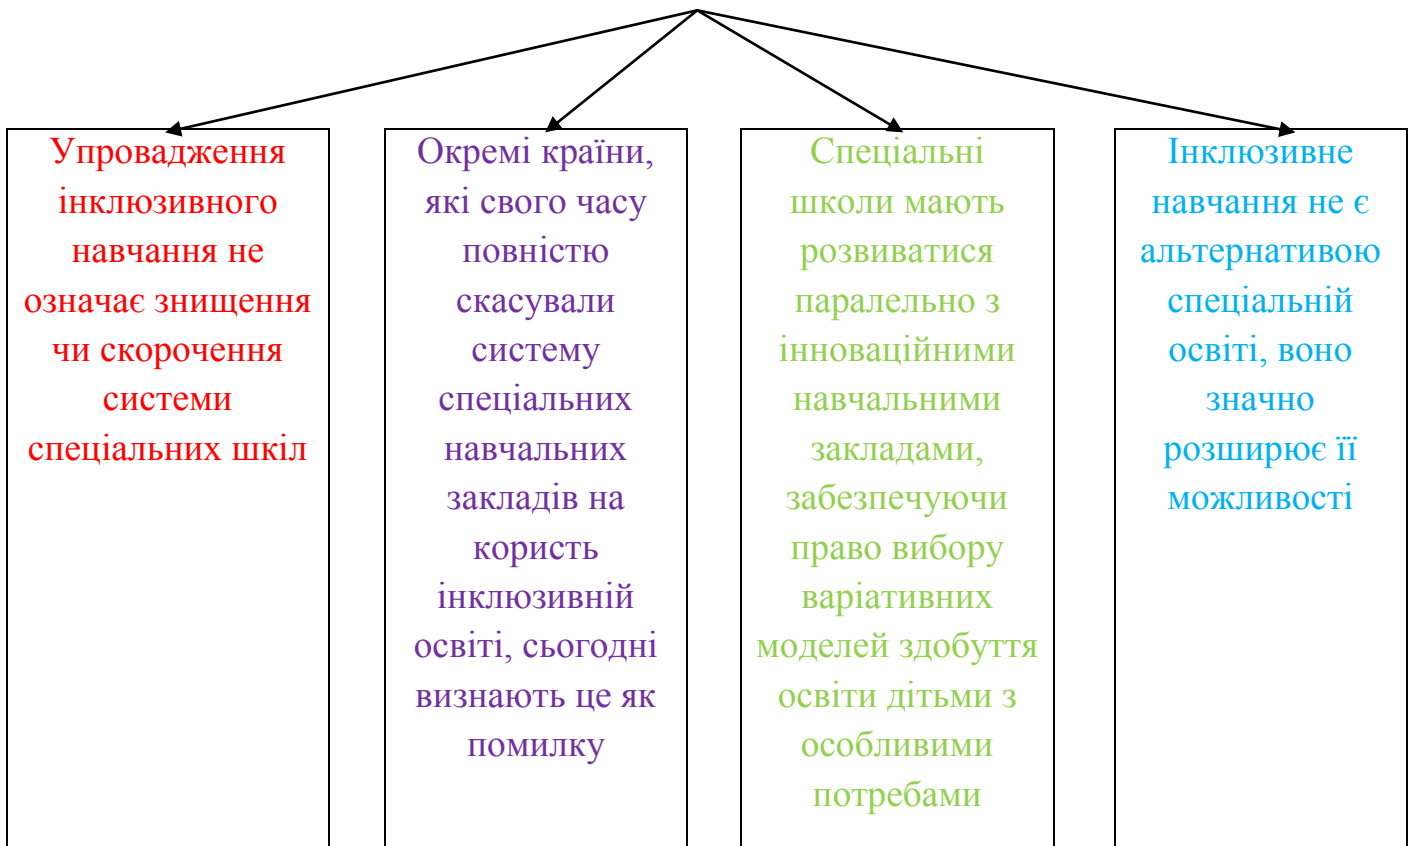 Упровадження
інклюзивного
навчання не
означає знищення
чи скорочення
системи
спеціальних шкіл
Окремі країни,
які свого часу
повністю
скасували
систему
спеціальних
навчальних
закладів на
користь
інклюзивній
освіті, сьогодні
визнають це як
помилку
Спеціальні
школи мають
розвиватися
паралельно з
інноваційними
навчальними
закладами,
забезпечуючи
право вибору
варіативних
моделей здобуття
освіти дітьми з
особливими
потребами
Інклюзивне
навчання не є
альтернативою
спеціальній
освіті, воно
значно
розширює її
можливості